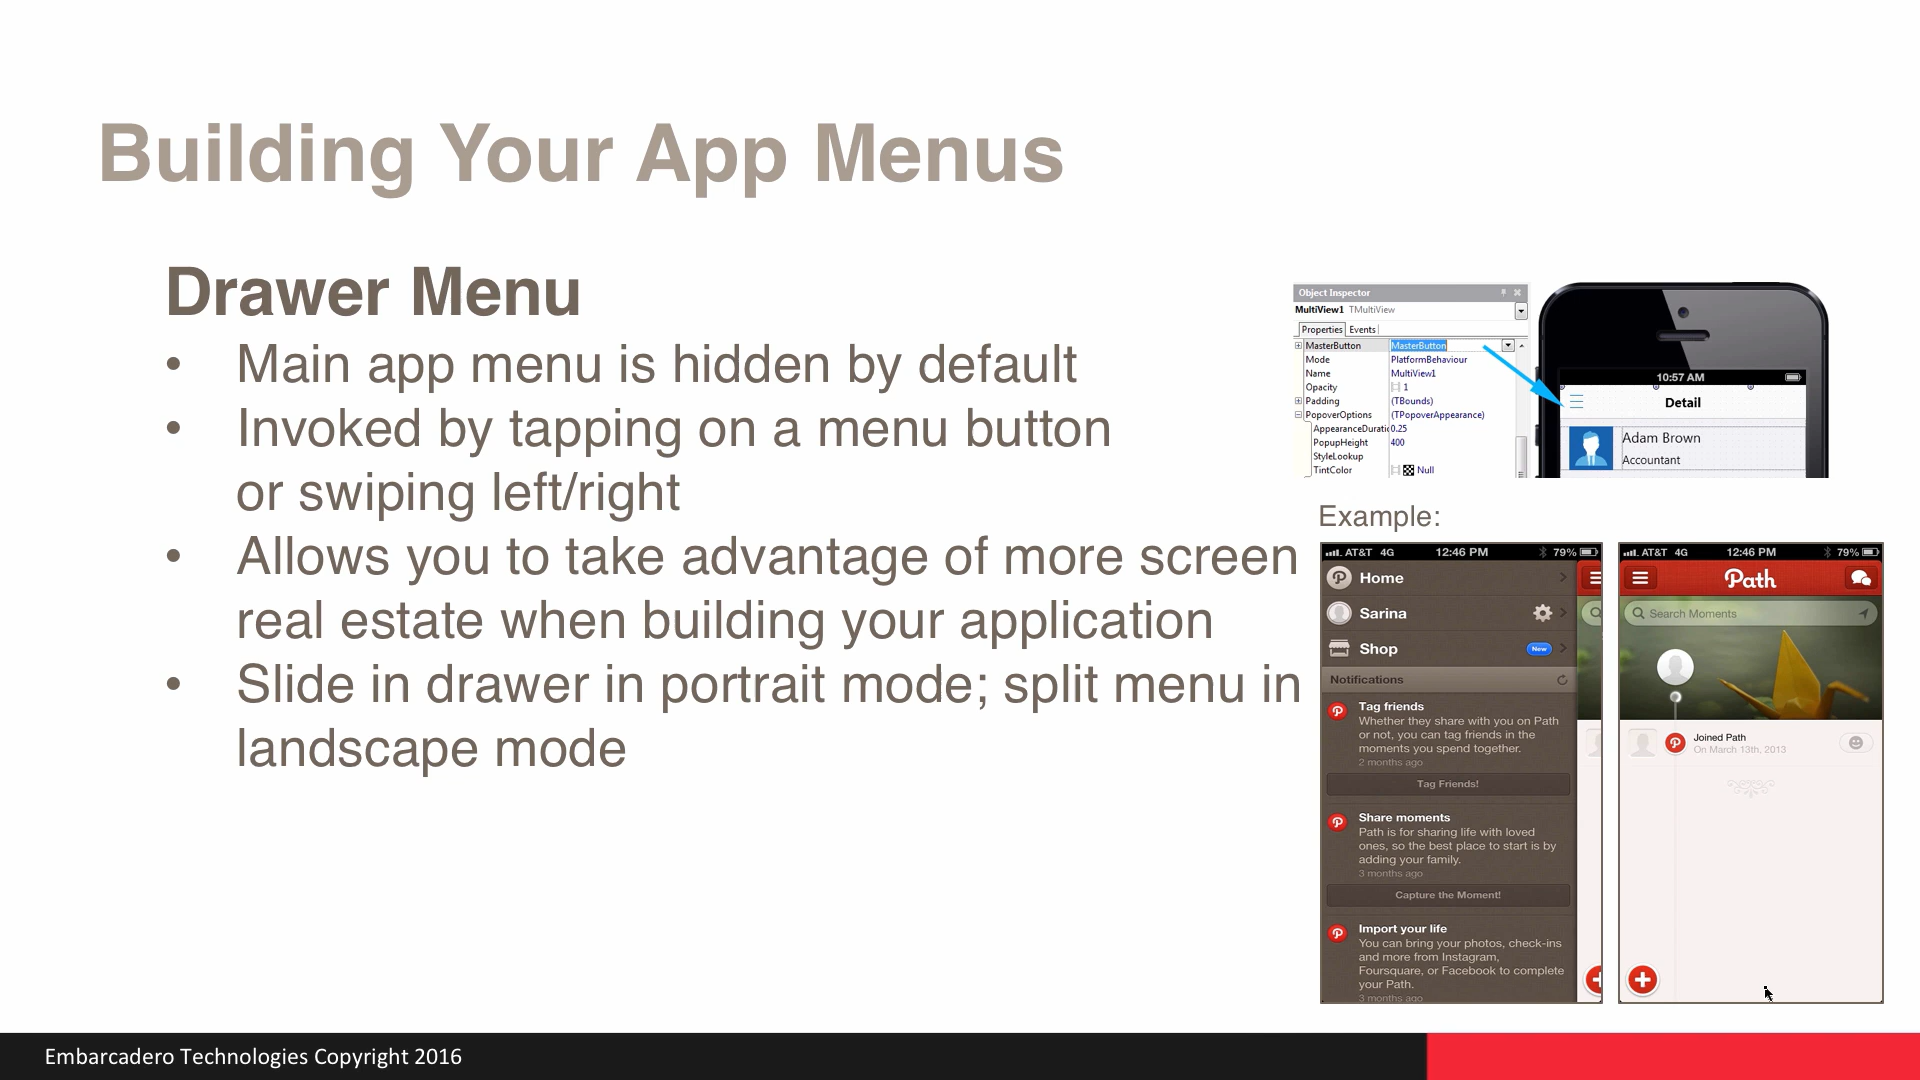 Building Your App Menus
Drawer Menu
• Main app menu is hidden by default
• Invoked by tapping on a menu button
or swiping left/right
• Allows you to take advantage of more screen
real estate when building your application
• Slide in drawer in portrait mode; split menu in
landscape mode
Object Inspector
MultiView1 TMultiView
Properties Events
MasterButton MasterButton
Mode PlatformBehaviour
Name MultiView1
Opacity 1
Padding (TBounds)
PopoverOptions (TPopoverAppearance)
AppearanceDuratic 0.25
PopupHeight 400
StyleLookup
TintColor Null
10:57 AM
Detail
Adam Brown
Accountant
Example:
AT&T 4G 12:46 PM 79%
Home
Sarina
Shop New
Notifications
Tag friends
Whether they share with you on Path
or not, you can tag friends in the
moments you spend together.
2 months ago
Tag Friends!
Share moments
Path is for sharing life with loved
ones, so the best place to start is by
adding your family.
3 months ago
Capture the Moment!
Import your life
You can bring your photos, check-ins
and more from Instagram,
Foursquare, or Facebook to complete
your Path.
3 months ago
AT&T 4G 12:46 PM 79%
Path
Search Moments
Joined Path
On March 13th, 2013
Embarcadero Technologies Copyright 2016